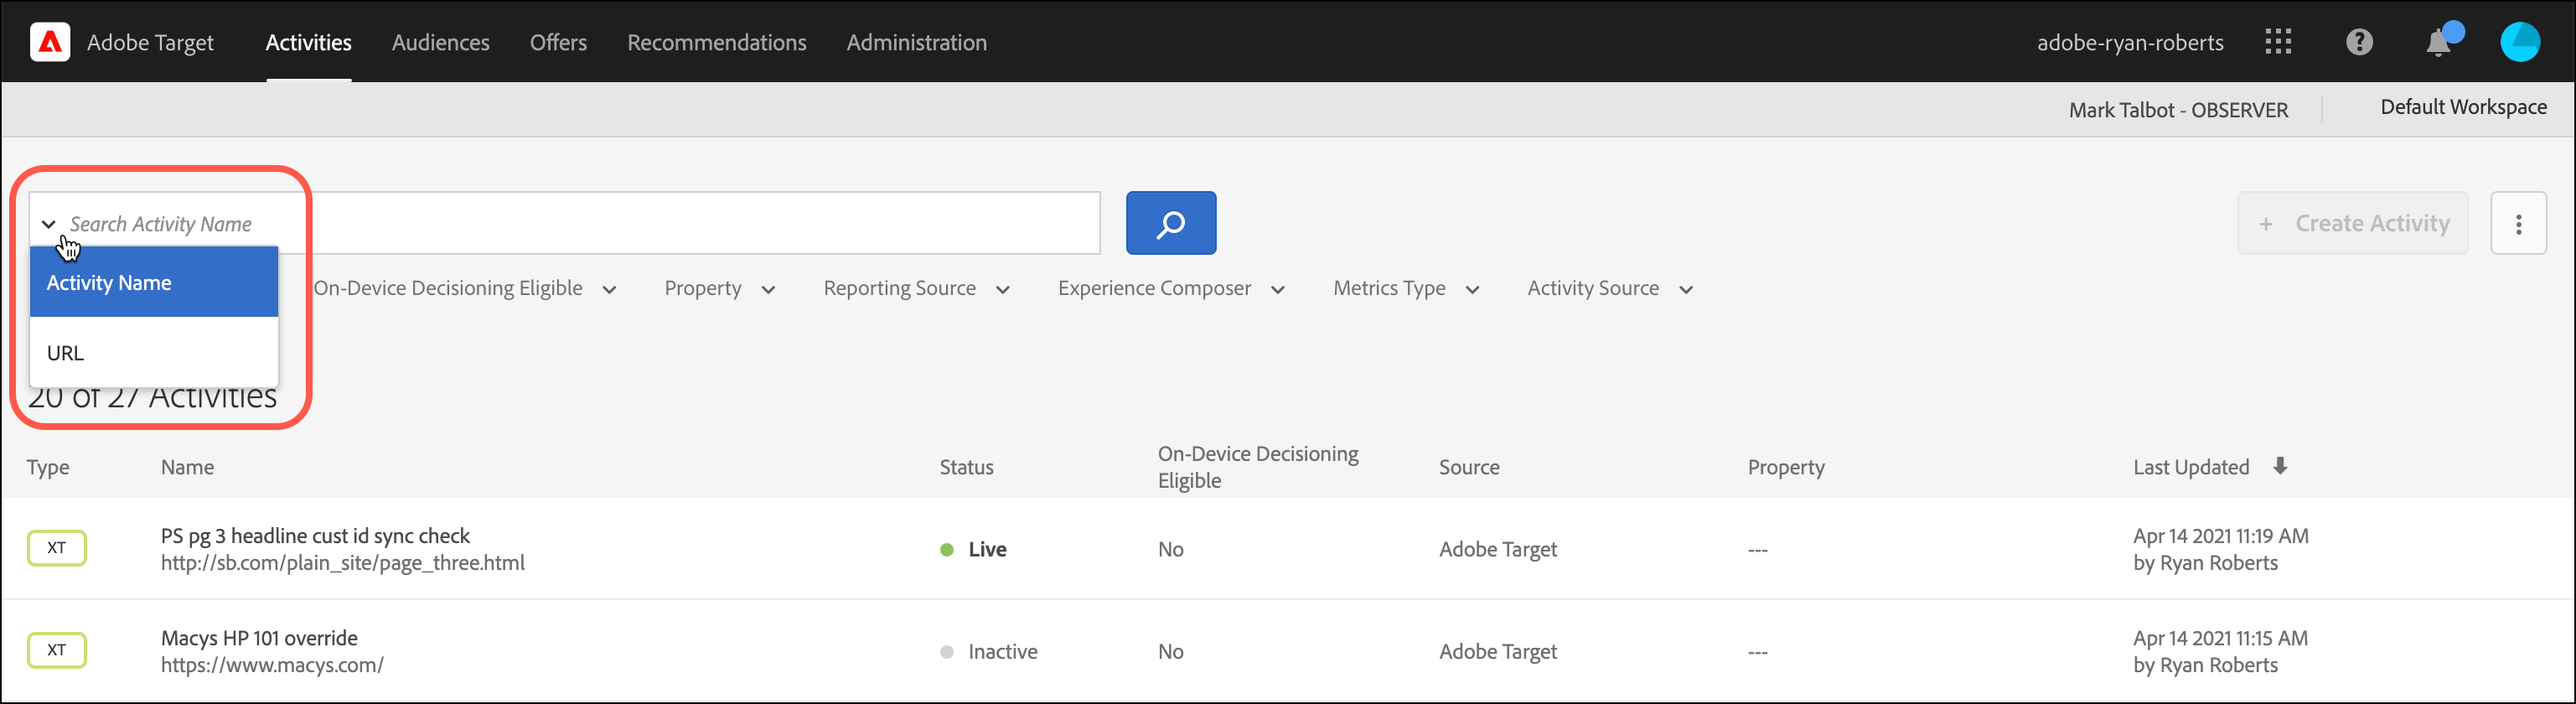 Adobe Target Activities Audiences Offers Recommendations Administration adobe-ryan-roberts
Mark Talbot - OBSERVER Default Workspace
Search Activity Name + Create Activity
Activity Name
URL
On-Device Decisioning Eligible Property Reporting Source Experience Composer Metrics Type Activity Source
20 of 27 Activities
Type Name Status On-Device Decisioning Eligible Source Property Last Updated
XT PS pg 3 headline cust id sync check Live No Adobe Target --- Apr 14 2021 11:19 AM
http://sb.com/plain_site/page_three.html by Ryan Roberts
XT Macys HP 101 override Inactive No Adobe Target --- Apr 14 2021 11:15 AM
https://www.macys.com/ by Ryan Roberts